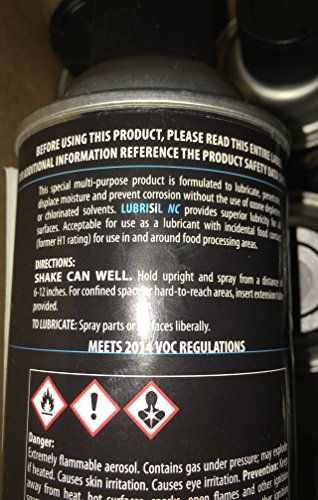 BEFORE USING THIS PRODUCT, PLEASE READ THIS ENTIRE
ADDITIONAL INFORMATION REFERENCE THE PRODUCT SAFETY DATA
This special multi-purpose product is formulated to lubricate, penetrate,
displace moisture and prevent corrosion without the use of ozone
or chlorinated solvents. LUBRISiL NC provides superior lubricity for all
surfaces. Acceptable for use as a lubricant with incidental food contact
(former H1 rating) for use in and around food processing areas.
DIRECTIONS:
SHAKE CAN WELL. Hold upright and spray from a distance of
6-12 inches. For confined space or hard-to-reach areas, insert extension
provided.
TO LUBRICATE: Spray parts or surfaces liberally.
MEETS 2014 VOC REGULATIONS
Danger:
Extremely flammable aerosol. Contains gas under pressure; may explode
if heated. Causes skin irritation. Causes eye irritation. Prevention: Keep
away from heat, hot surfaces, sparks, open flames and other